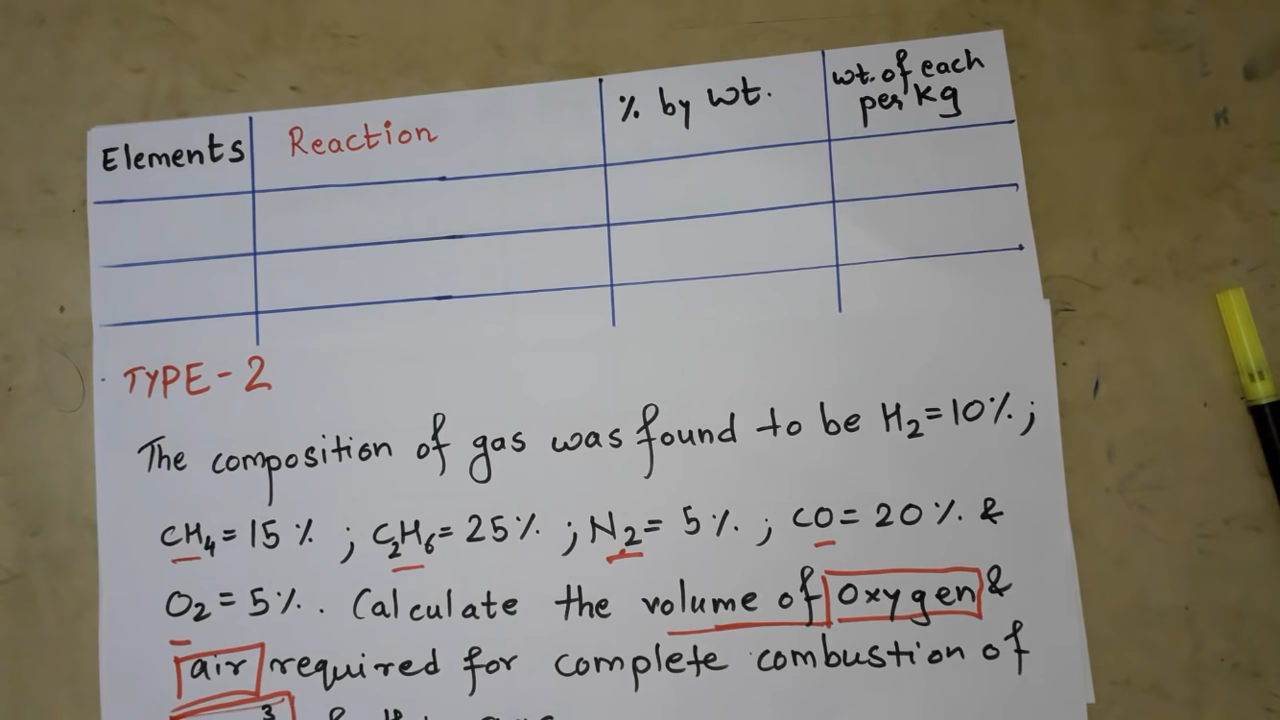 Elements Reaction % by wt. wt. of each per kg
TYPE-2
The composition of gas was found to be H₂=10%;
CH₄=15%; C₂H₆=25%; N₂=5%; CO=20% &
O₂=5%. Calculate the volume of Oxygen &
air required for complete combustion of
3